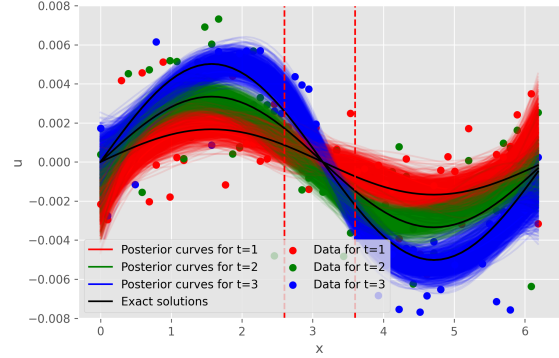 0.008
0.006
0.004
0.002
0.000
−0.002
−0.004
−0.006
−0.008
u
Posterior curves for t=1
Posterior curves for t=2
Posterior curves for t=3
Exact solutions
Data for t=1
Data for t=2
Data for t=3
0 1 2 3 4 5 6
x